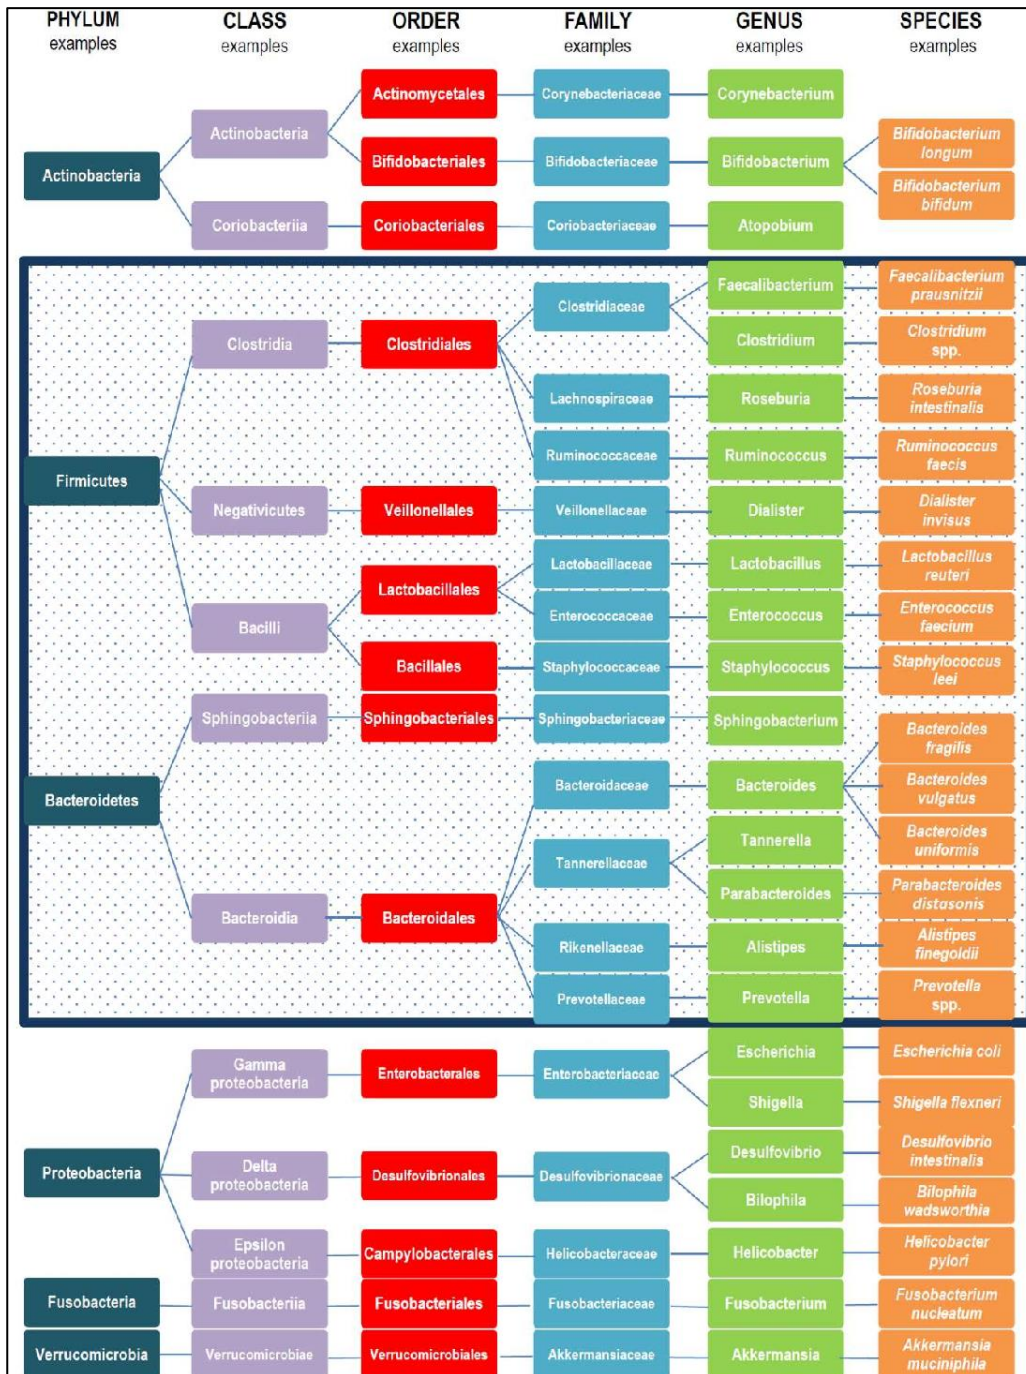 PHYLUM
examples
CLASS
examples
ORDER
examples
FAMILY
examples
GENUS
examples
SPECIES
examples
Actinobacteria
Actinobacteria
Actinomycetales
Corynebacteriaceae
Corynebacterium
Bifidobacteriales
Bifidobacteriaceae
Bifidobacterium
Bifidobacterium
longum
Bifidobacterium
bifidum
Coriobacteriia
Coriobacteriales
Coriobacteriaceae
Atopobium
Firmicutes
Clostridia
Clostridiales
Clostridiaceae
Faecalibacterium
Faecalibacterium
prausnitzii
Clostridium
Clostridium
spp.
Lachnospiraceae
Roseburia
Roseburia
intestinalis
Ruminococcaceae
Ruminococcus
Ruminococcus
faecis
Negativicutes
Veillonellales
Veillonellaceae
Dialister
Dialister
invisus
Bacilli
Lactobacillales
Lactobacillaceae
Lactobacillus
Lactobacillus
reuteri
Enterococcaceae
Enterococcus
Enterococcus
faecium
Bacillales
Staphylococcaceae
Staphylococcus
Staphylococcus
leei
Bacteroidetes
Sphingobacteriia
Sphingobacteriales
Sphingobacteriaceae
Sphingobacterium
Bacteroidia
Bacteroidales
Bacteroidaceae
Bacteroides
Bacteroides
fragilis
Bacteroides
vulgatus
Bacteroides
uniformis
Tannerellaceae
Tannerella
Parabacteroides
Parabacteroides
distasonis
Rikenellaceae
Alistipes
Alistipes
finegoldii
Prevotellaceae
Prevotella
Prevotella
spp.
Proteobacteria
Gamma
proteobacteria
Enterobacterales
Enterobacteriaceae
Escherichia
Escherichia coli
Shigella
Shigella flexneri
Delta
proteobacteria
Desulfovibrionales
Desulfovibrionaceae
Desulfovibrio
Desulfovibrio
intestinalis
Bilophila
Bilophila
wadsworthia
Epsilon
proteobacteria
Campylobacterales
Helicobacteraceae
Helicobacter
Helicobacter
pylori
Fusobacteria
Fusobacteriia
Fusobacteriales
Fusobacteriaceae
Fusobacterium
Fusobacterium
nucleatum
Verrucomicrobia
Verrucomicrobiae
Verrucomicrobiales
Akkermansiaceae
Akkermansia
Akkermansia
muciniphila